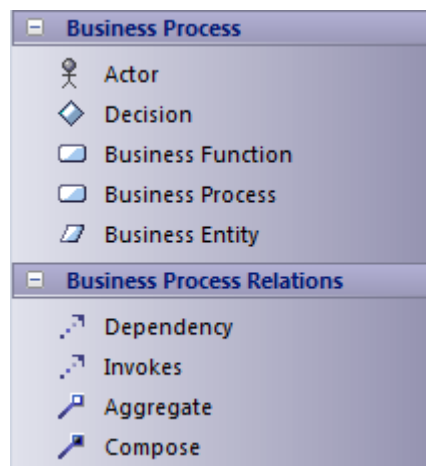 Business Process
Actor
Decision
Business Function
Business Process
Business Entity
Business Process Relations
Dependency
Invokes
Aggregate
Compose